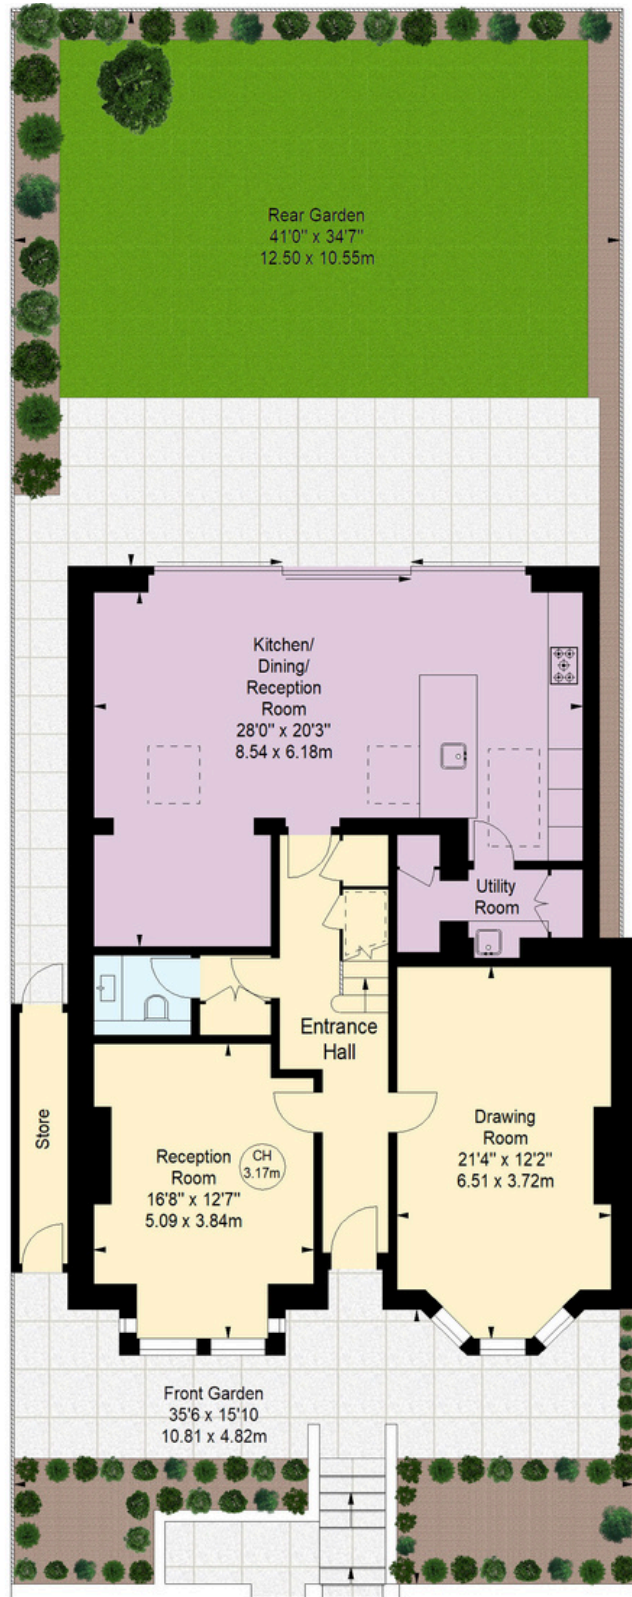 Rear Garden
41'0" x 34'7"
12.50 x 10.55m
Kitchen/
Dining/
Reception
Room
28'0" x 20'3"
8.54 x 6.18m
Utility
Room
Entrance
Hall
Store
Reception
Room
16'8" x 12'7"
5.09 x 3.84m
CH
3.17m
Drawing
Room
21'4" x 12'2"
6.51 x 3.72m
Front Garden
35'6 x 15'10
10.81 x 4.82m